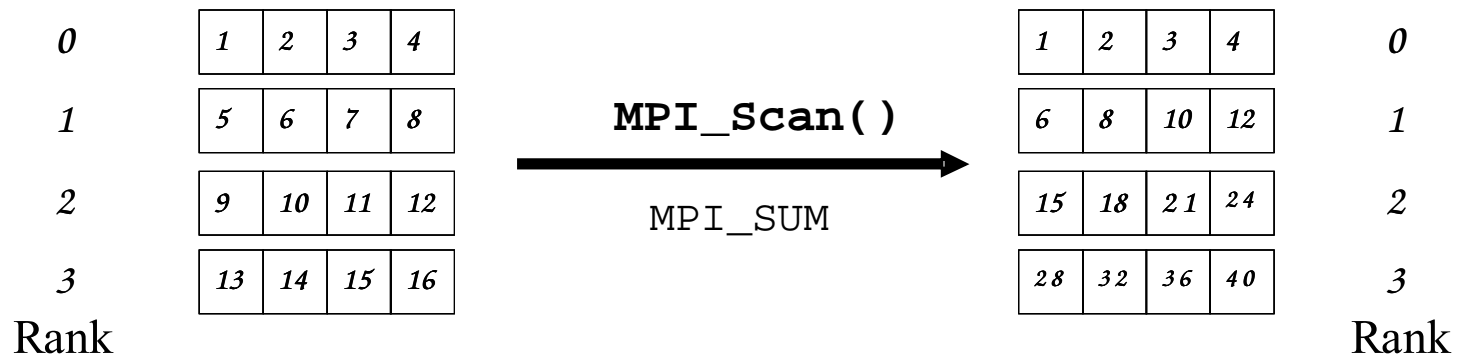 0 1 2 3 4 1 2 3 4 0
1 5 6 7 8 MPI_Scan() 6 8 10 12 1
2 9 10 11 12 MPI_SUM 15 18 21 24 2
3 13 14 15 16 28 32 36 40 3
Rank Rank